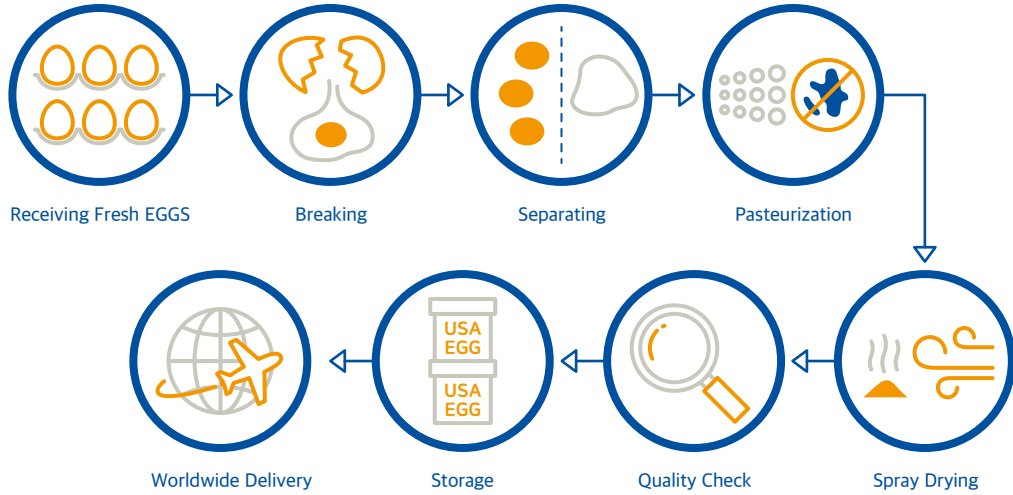 Receiving Fresh EGGS
Breaking
Separating
Pasteurization
Spray Drying
Quality Check
USA
EGG
USA
EGG
Storage
Worldwide Delivery